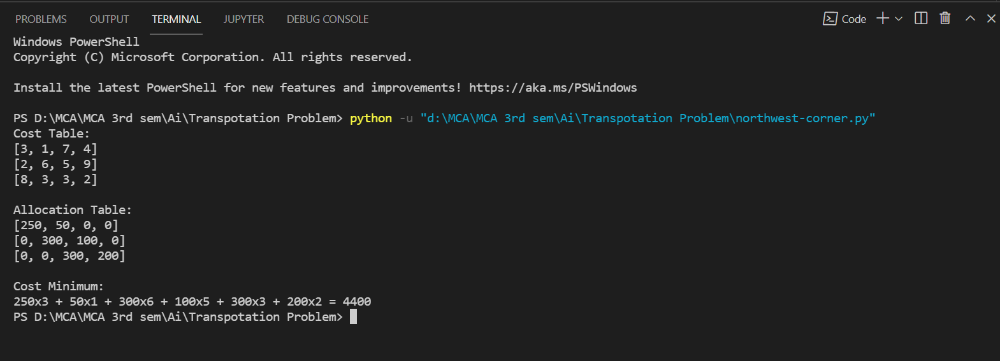 PROBLEMS OUTPUT TERMINAL JUPYTER DEBUG CONSOLE Code
Windows PowerShell
Copyright (C) Microsoft Corporation. All rights reserved.
Install the latest PowerShell for new features and improvements! https://aka.ms/PSWindows
PS D:\MCA\MCA 3rd sem\Ai\Transpotation Problem> python -u "d:\MCA\MCA 3rd sem\Ai\Transpotation Problem\northwest-corner.py"
Cost Table:
[3, 1, 7, 4]
[2, 6, 5, 9]
[8, 3, 3, 2]
Allocation Table:
[250, 50, 0, 0]
[0, 300, 100, 0]
[0, 0, 300, 200]
Cost Minimum:
250x3 + 50x1 + 300x6 + 100x5 + 300x3 + 200x2 = 4400
PS D:\MCA\MCA 3rd sem\Ai\Transpotation Problem>